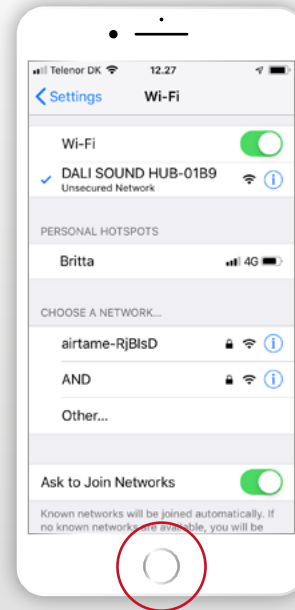 Telenor DK 12.27
Settings Wi-Fi
Wi-Fi
DALI SOUND HUB-01B9
Unsecured Network
PERSONAL HOTSPOTS
Britta 4G
CHOOSE A NETWORK...
airtame-RjBIsD
AND
Other...
Ask to Join Networks
Known networks will be joined automatically. If
no known networks are available, you will be